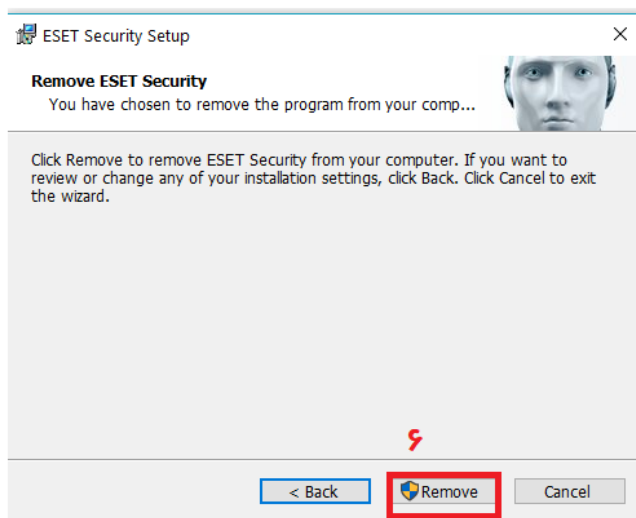 ESET Security Setup
Remove ESET Security
You have chosen to remove the program from your comp...
Click Remove to remove ESET Security from your computer. If you want to
review or change any of your installation settings, click Back. Click Cancel to exit
the wizard.
۶
< Back Remove Cancel